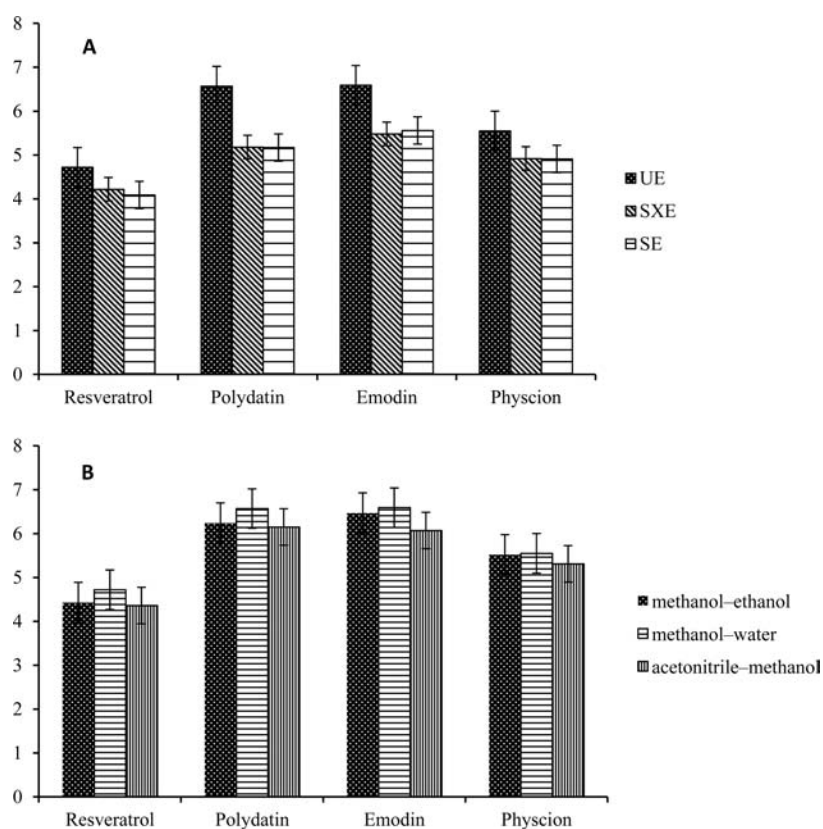 8
A
7
6
5
4
3
2
1
0
UE
SXE
SE
Resveratrol Polydatin Emodin Physcion
8
B
7
6
5
4
3
2
1
0
methanol–ethanol
methanol–water
acetonitrile–methanol
Resveratrol Polydatin Emodin Physcion